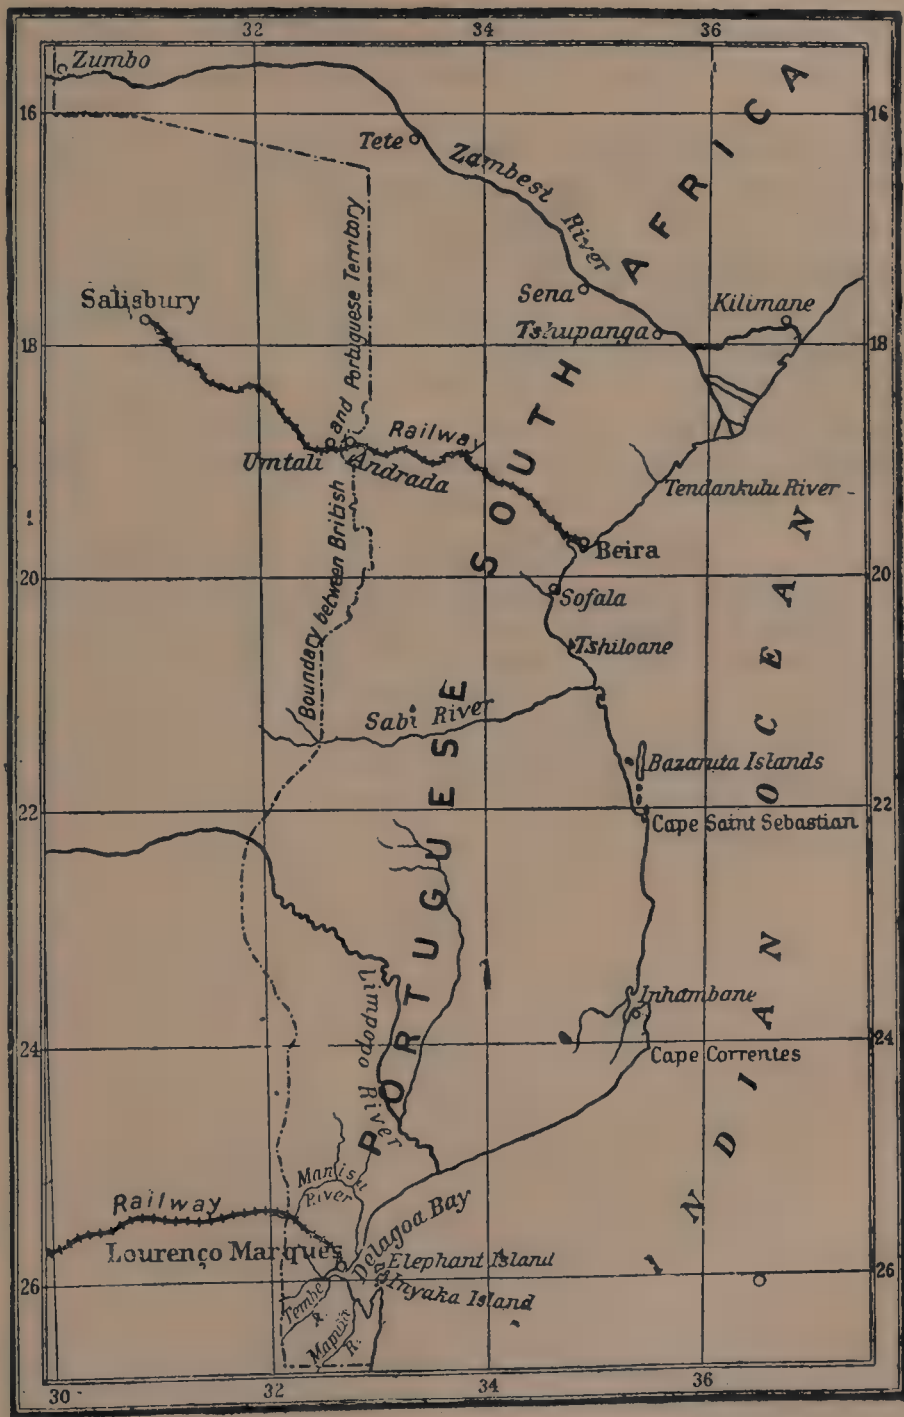 32 34 36
Zumbo
16 16
Tete
Zambesi River
PORTUGUESE SOUTH AFRICA
Boundary between British and Portuguese Territory
Salisbury
Sena
Kilimane
Tshupanga
18 18
Railway
Umtali
Andrada
Tendankulu River
Beira
20 20
Sofala
Tshiloane
Sabi River
Bazaruta Islands
22 22
Cape Saint Sebastian
INDIAN OCEAN
Inhambane
Limpopo River
24 24
Cape Correntes
Manisu
River
Railway
Delagoa Bay
Lourenço Marques
Elephant Island
26 26
Inyaka Island
Tembe
R.
Maputa
R.
30 32 34 36